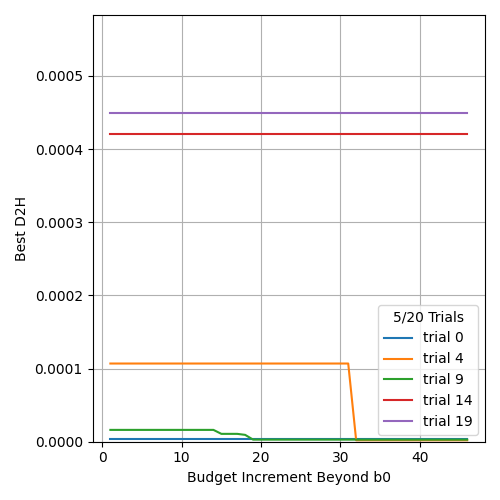 0.0005
0.0004
0.0003
0.0002
0.0001
0.0000
Best D2H
5/20 Trials
trial 0
trial 4
trial 9
trial 14
trial 19
0 10 20 30 40
Budget Increment Beyond b0